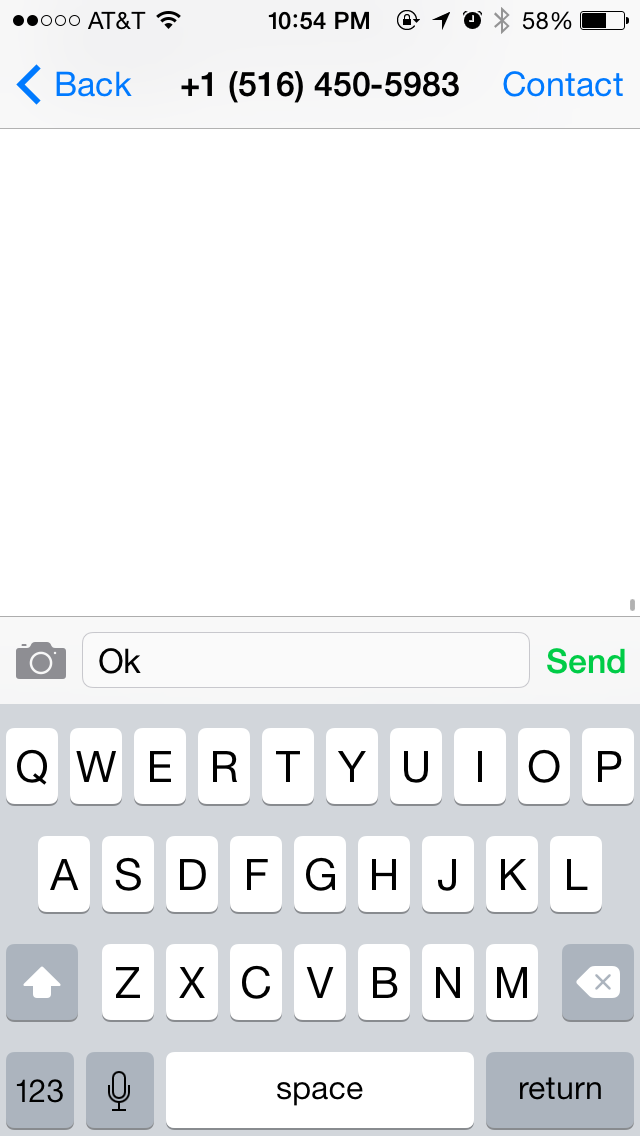 AT&T 10:54 PM 58%
Back +1 (516) 450-5983 Contact
Ok Send
Q W E R T Y U I O P
A S D F G H J K L
Z X C V B N M
123 space return